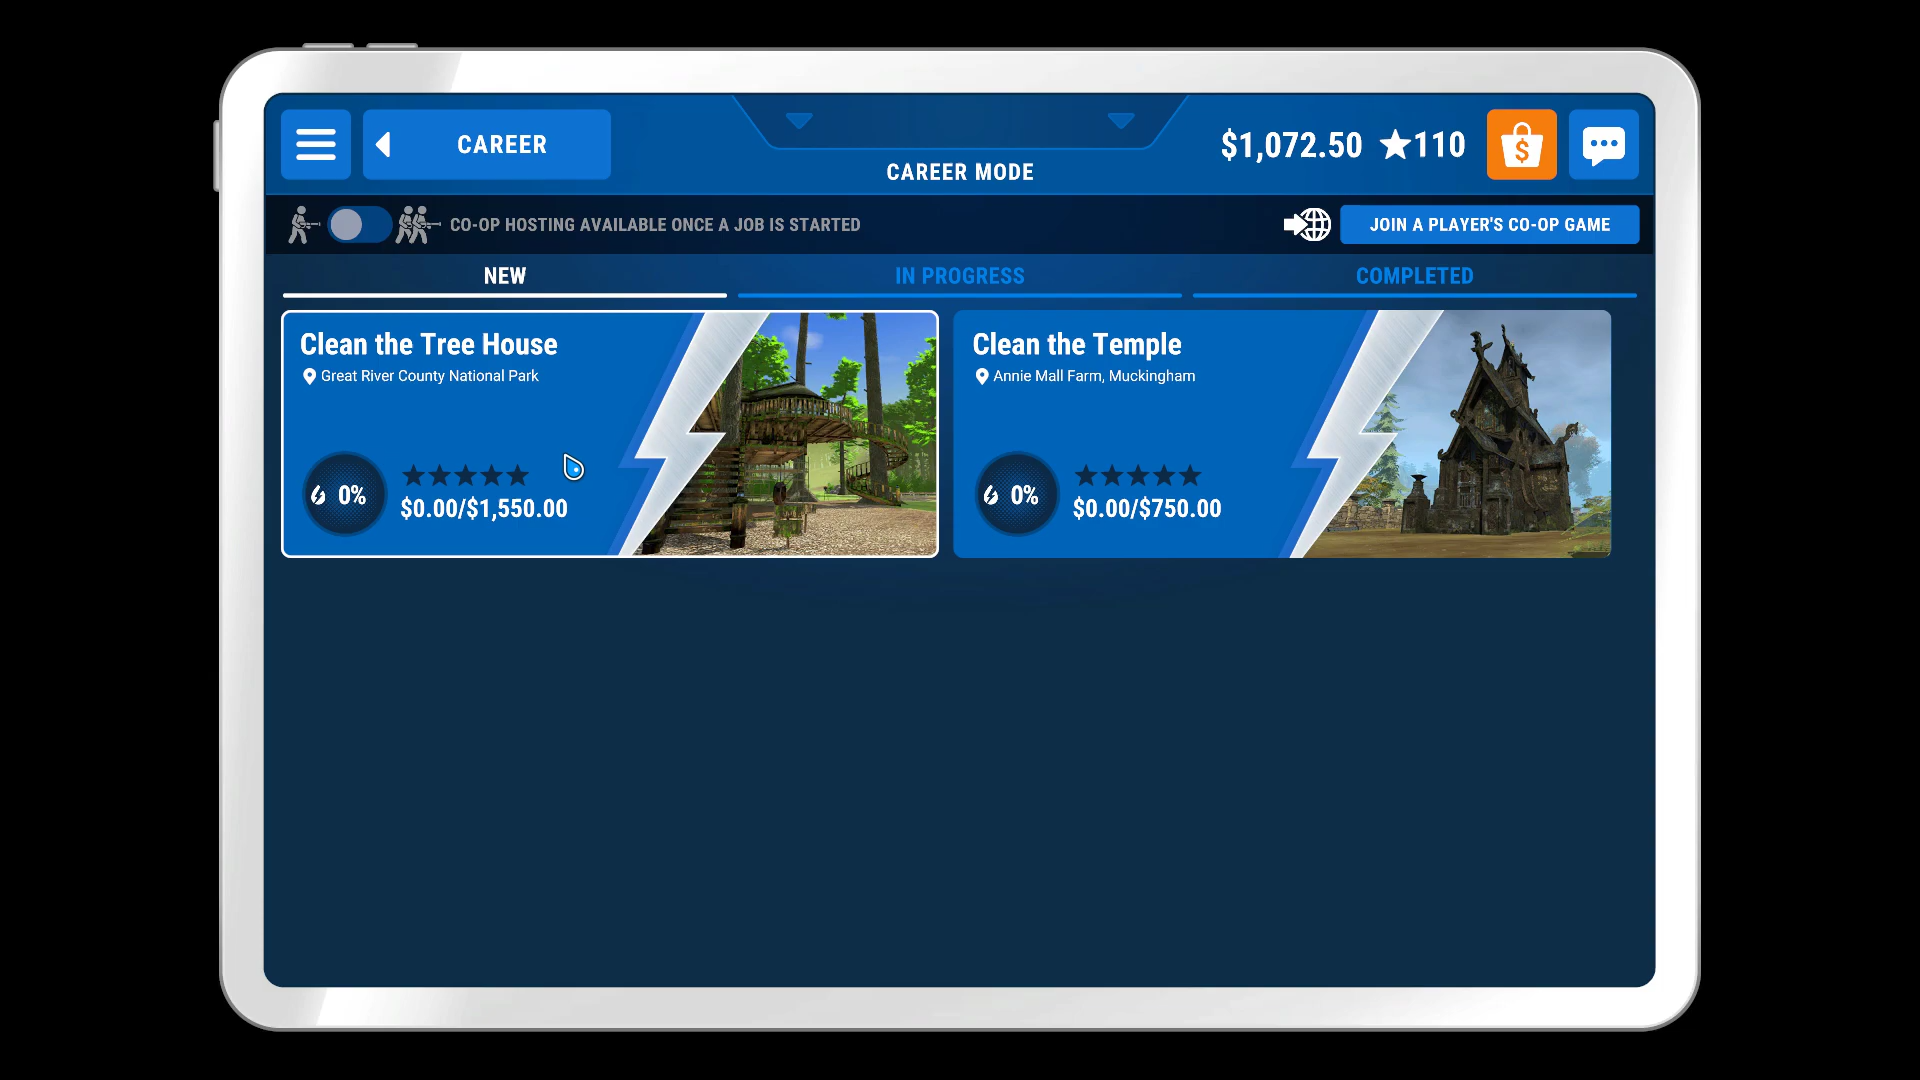 CAREER
CAREER MODE
$1,072.50 ★110
$
CO-OP HOSTING AVAILABLE ONCE A JOB IS STARTED
JOIN A PLAYER'S CO-OP GAME
NEW
IN PROGRESS
COMPLETED
Clean the Tree House
Great River County National Park
0%
$0.00/$1,550.00
Clean the Temple
Annie Mall Farm, Muckingham
0%
$0.00/$750.00